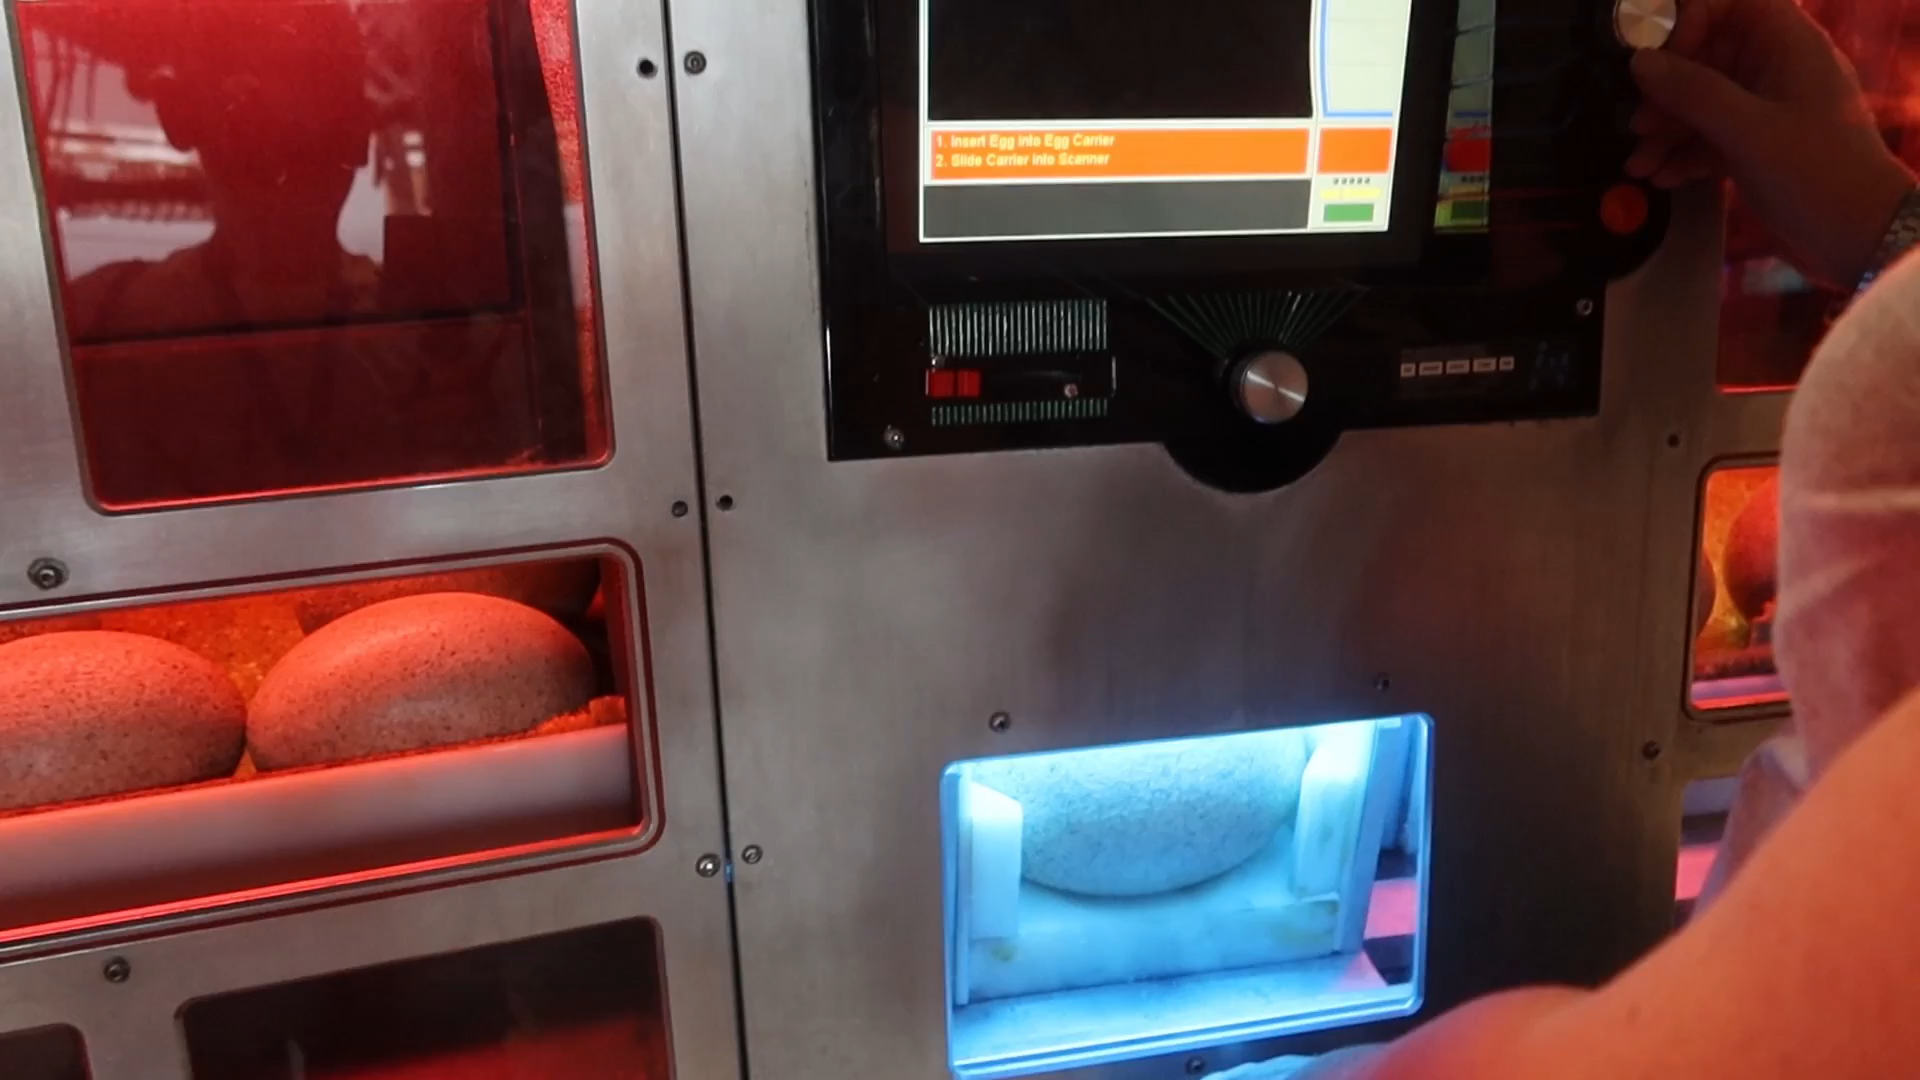 1. Insert Egg into Egg Carrier
2. Slide Carrier into Scanner